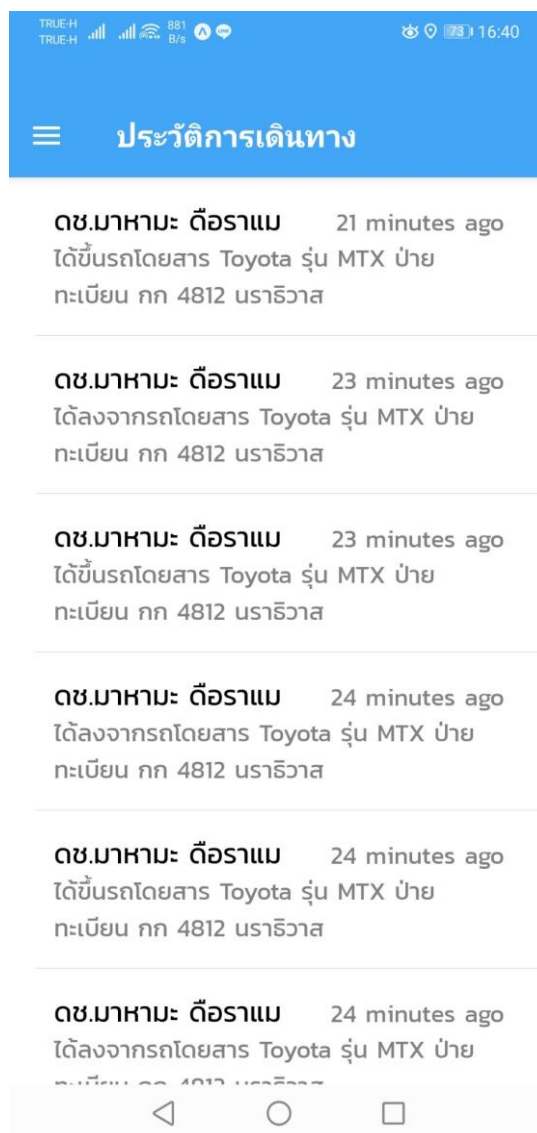 TRUE-H 881
TRUE-H B/s 73 16:40
ประวัติการเดินทาง
ดช.มาหามะ ดือราแม 21 minutes ago
ได้ขึ้นรถโดยสาร Toyota รุ่น MTX ป่าย
ทะเบียน กก 4812 นราธิวาส
ดช.มาหามะ ดือราแม 23 minutes ago
ได้ลงจากรถโดยสาร Toyota รุ่น MTX ป่าย
ทะเบียน กก 4812 นราธิวาส
ดช.มาหามะ ดือราแม 23 minutes ago
ได้ขึ้นรถโดยสาร Toyota รุ่น MTX ป่าย
ทะเบียน กก 4812 นราธิวาส
ดช.มาหามะ ดือราแม 24 minutes ago
ได้ลงจากรถโดยสาร Toyota รุ่น MTX ป่าย
ทะเบียน กก 4812 นราธิวาส
ดช.มาหามะ ดือราแม 24 minutes ago
ได้ขึ้นรถโดยสาร Toyota รุ่น MTX ป่าย
ทะเบียน กก 4812 นราธิวาส
ดช.มาหามะ ดือราแม 24 minutes ago
ได้ลงจากรถโดยสาร Toyota รุ่น MTX ป่าย